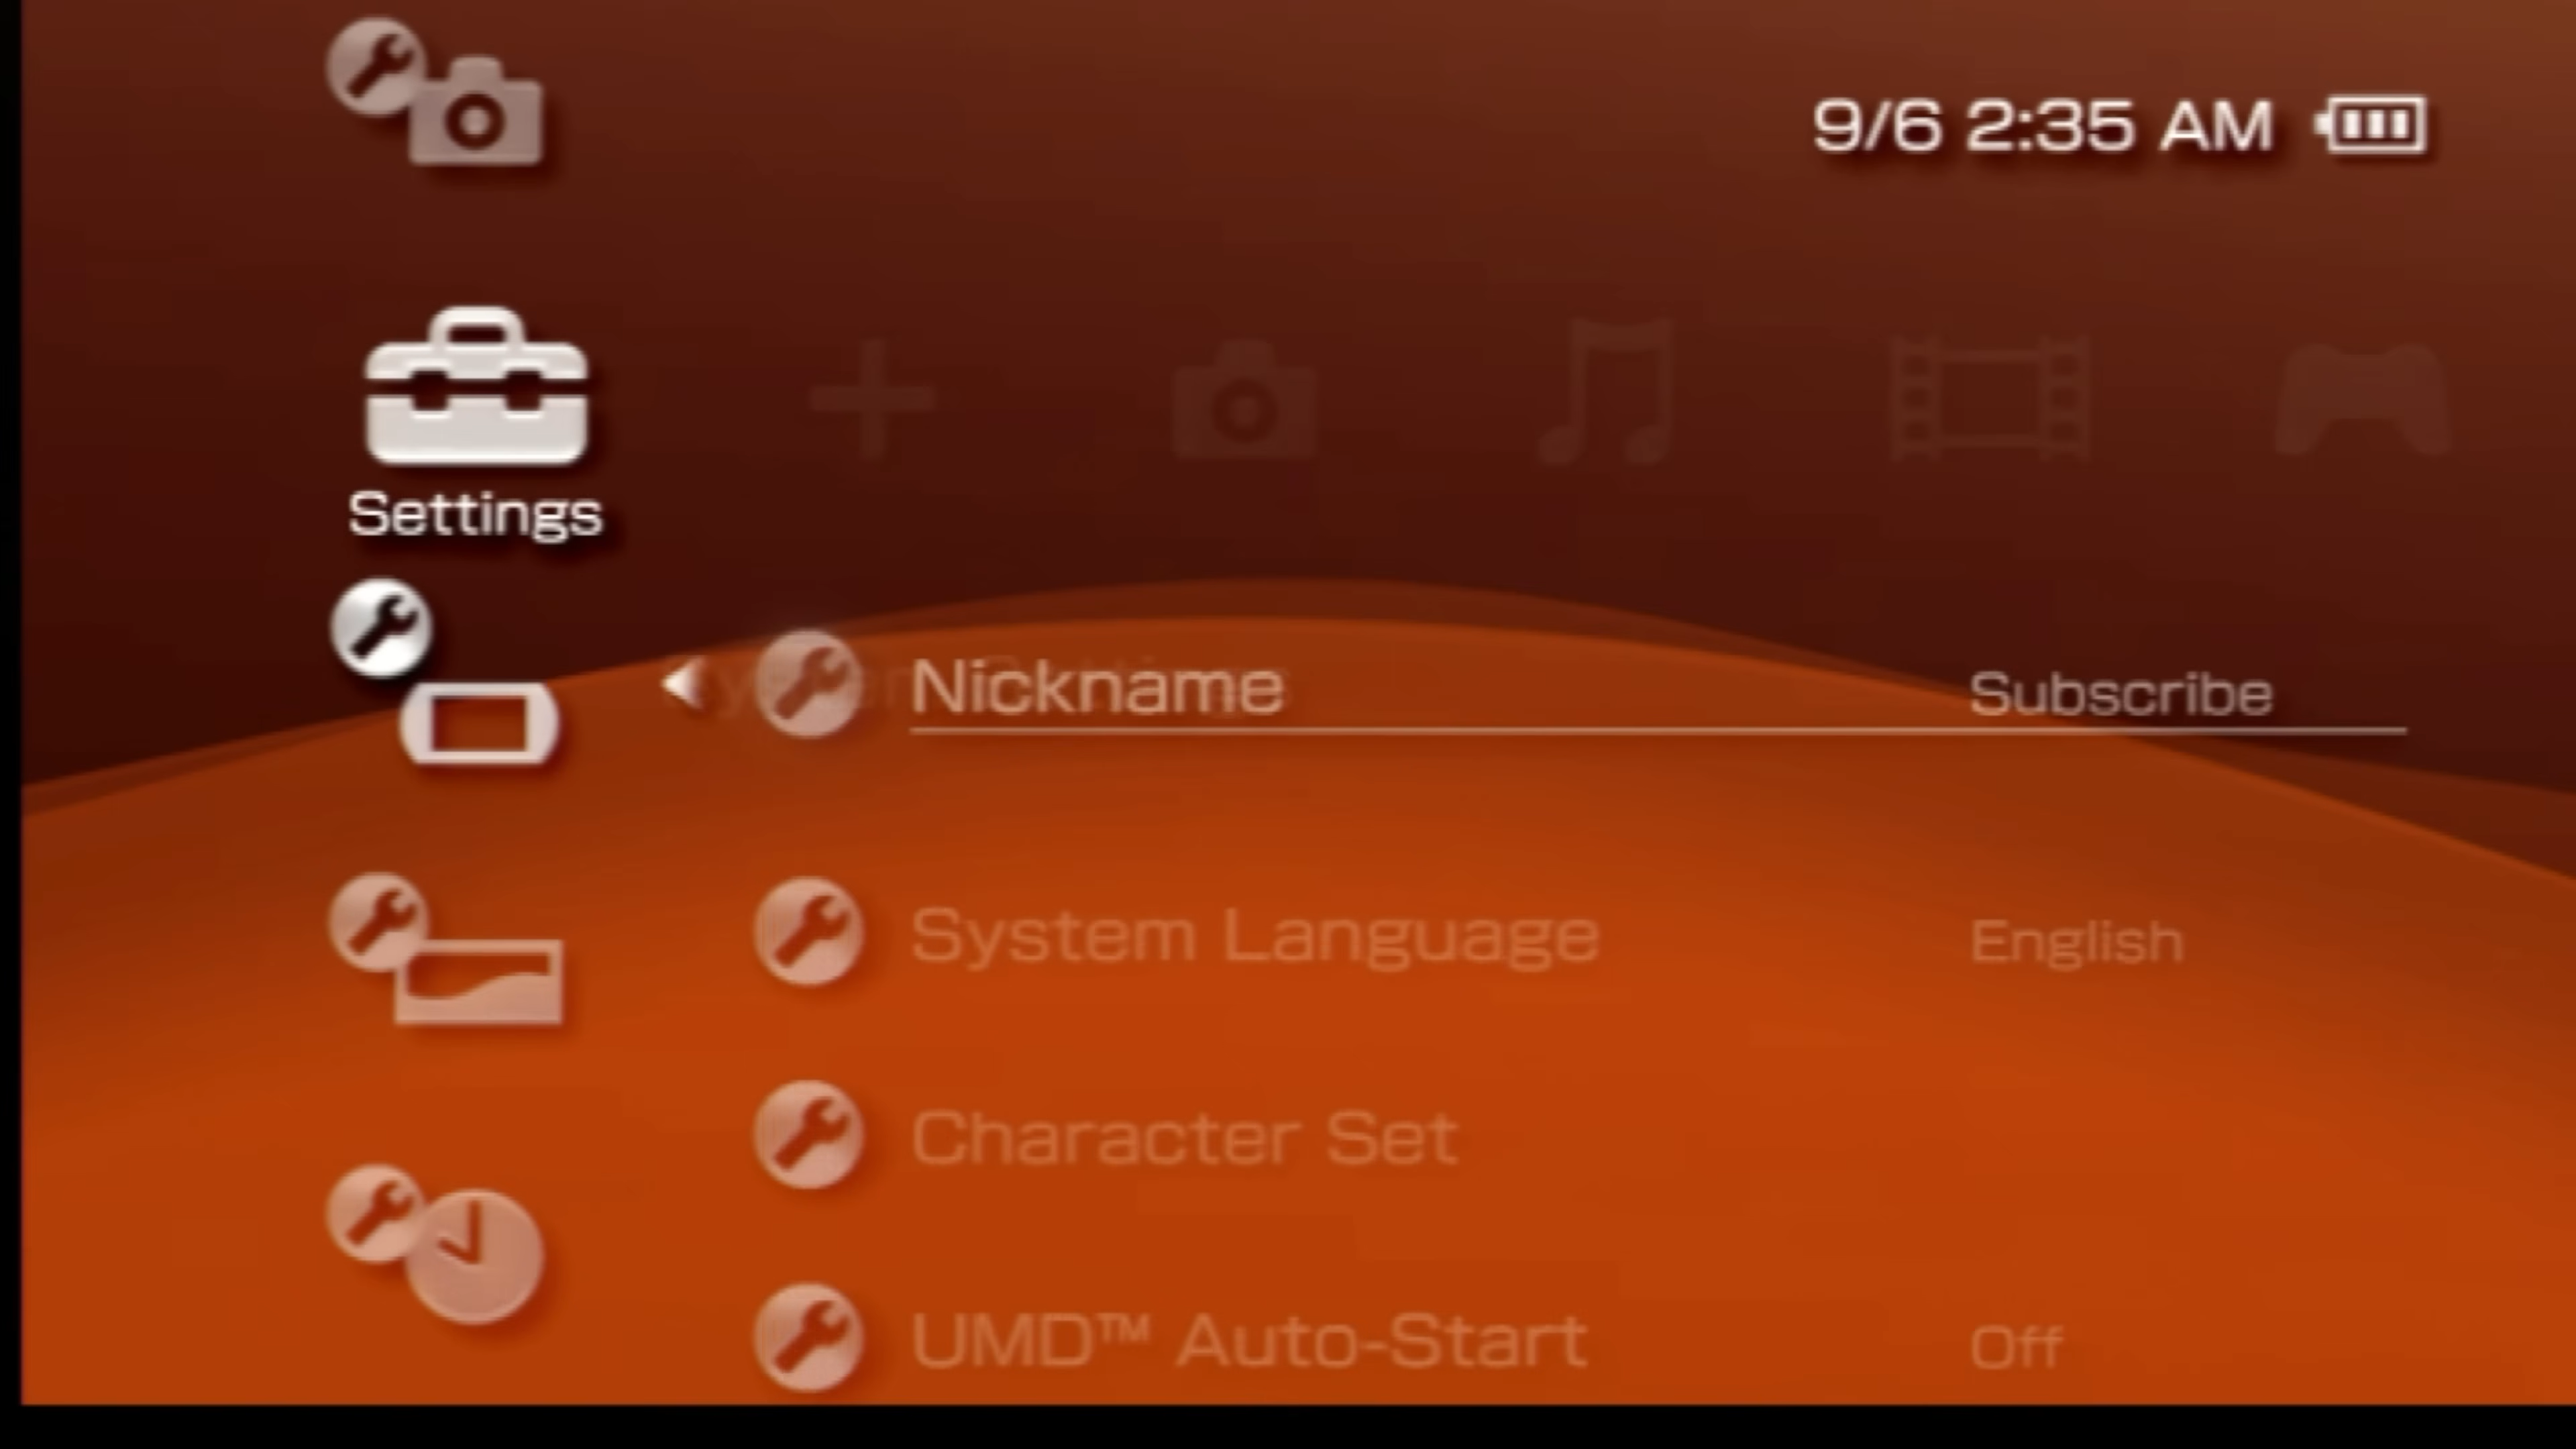 9/6 2:35 AM
Settings
Nickname Subscribe
System Language English
Character Set
UMD™ Auto-Start Off